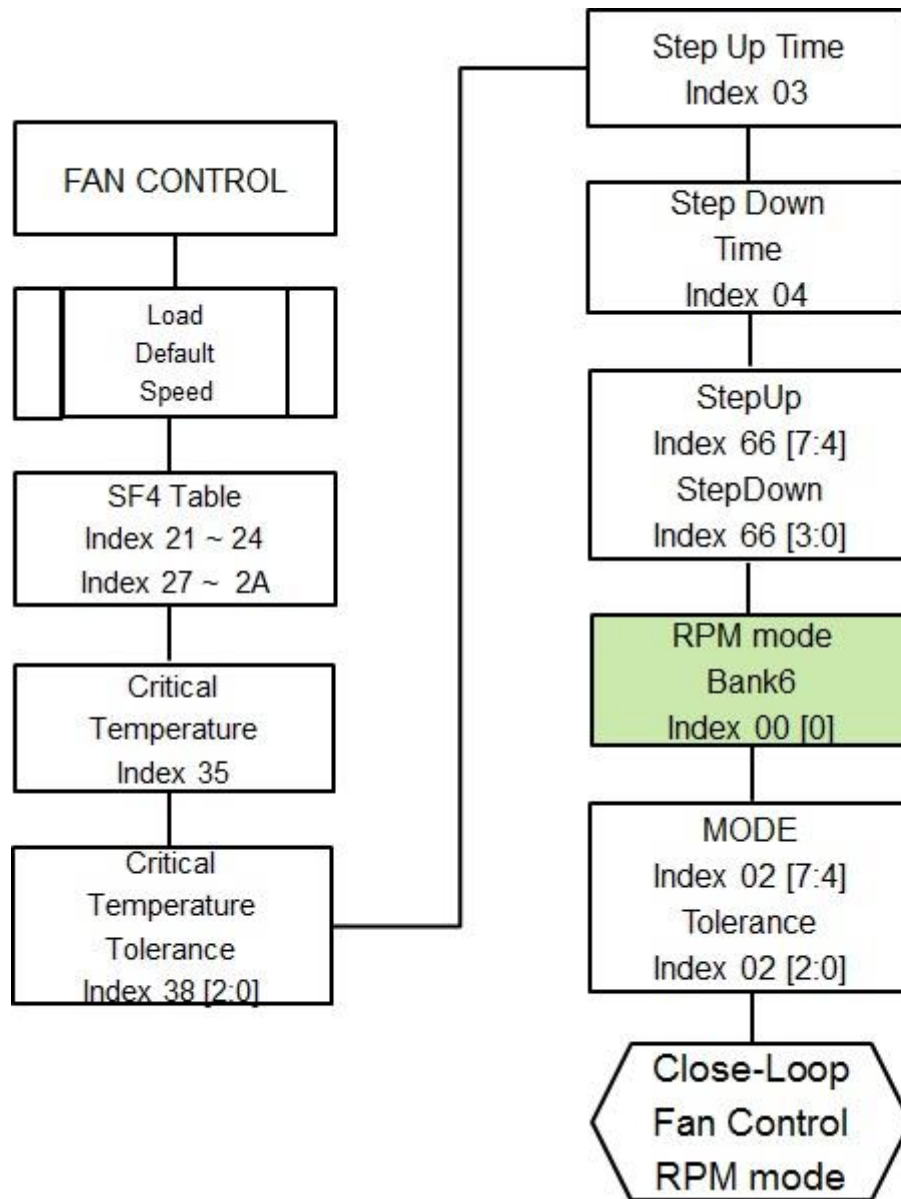 FAN CONTROL
Load
Default
Speed
SF4 Table
Index 21 ~ 24
Index 27 ~ 2A
Critical
Temperature
Index 35
Critical
Temperature
Tolerance
Index 38 [2:0]
Step Up Time
Index 03
Step Down
Time
Index 04
StepUp
Index 66 [7:4]
StepDown
Index 66 [3:0]
RPM mode
Bank6
Index 00 [0]
MODE
Index 02 [7:4]
Tolerance
Index 02 [2:0]
Close-Loop
Fan Control
RPM mode